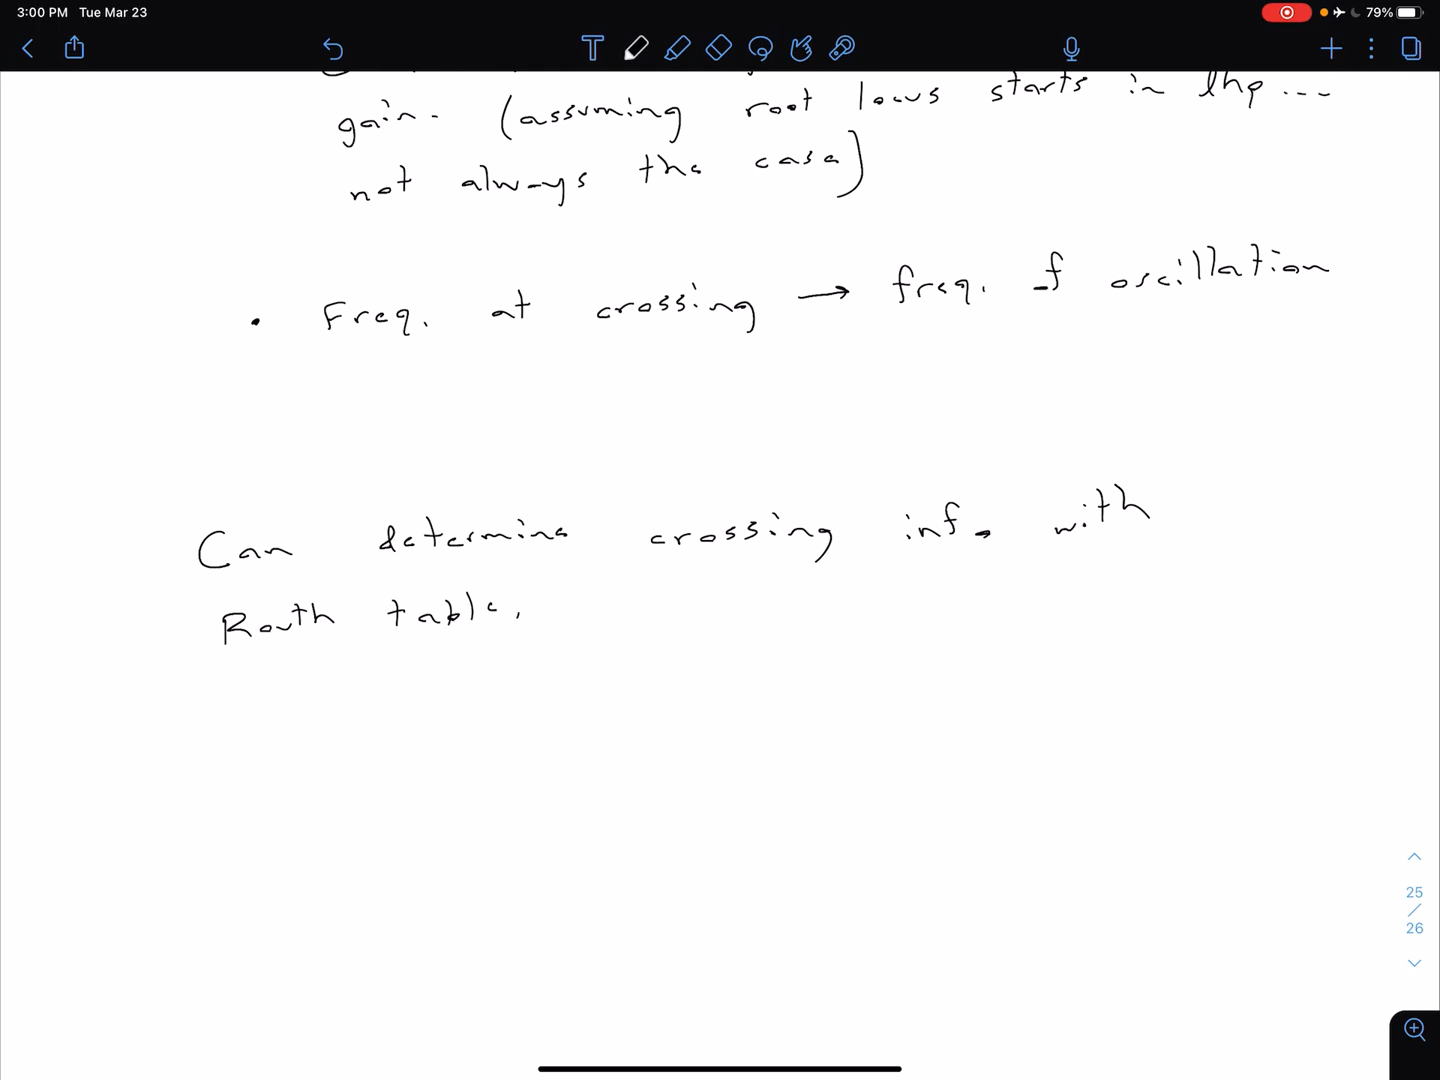 3:00 PM Tue Mar 23
79%
gain. (assuming root locus starts in lhp ...
not always the case)
• Freq. at crossing → freq. of oscillation
Can determine crossing info. with
Routh table.
25
/
26